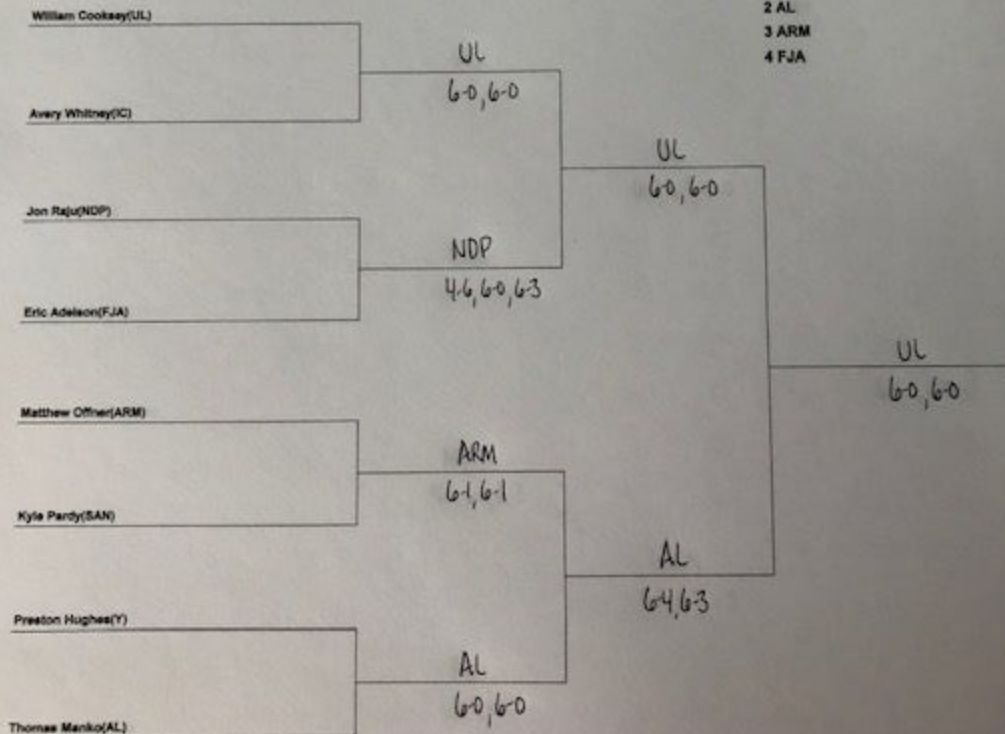 William Cooksey(UL)
2 AL
3 ARM
4 FJA
UL
6-0, 6-0
Avery Whitney(IC)
UL
6-0, 6-0
Jon Raju(NDP)
NDP
4-6, 6-0, 6-3
Eric Adelson(FJA)
UL
6-0, 6-0
Matthew Offner(ARM)
ARM
6-1, 6-1
Kyle Pardy(SAN)
AL
6-4, 6-3
Preston Hughes(Y)
AL
6-0, 6-0
Thomas Manko(AL)